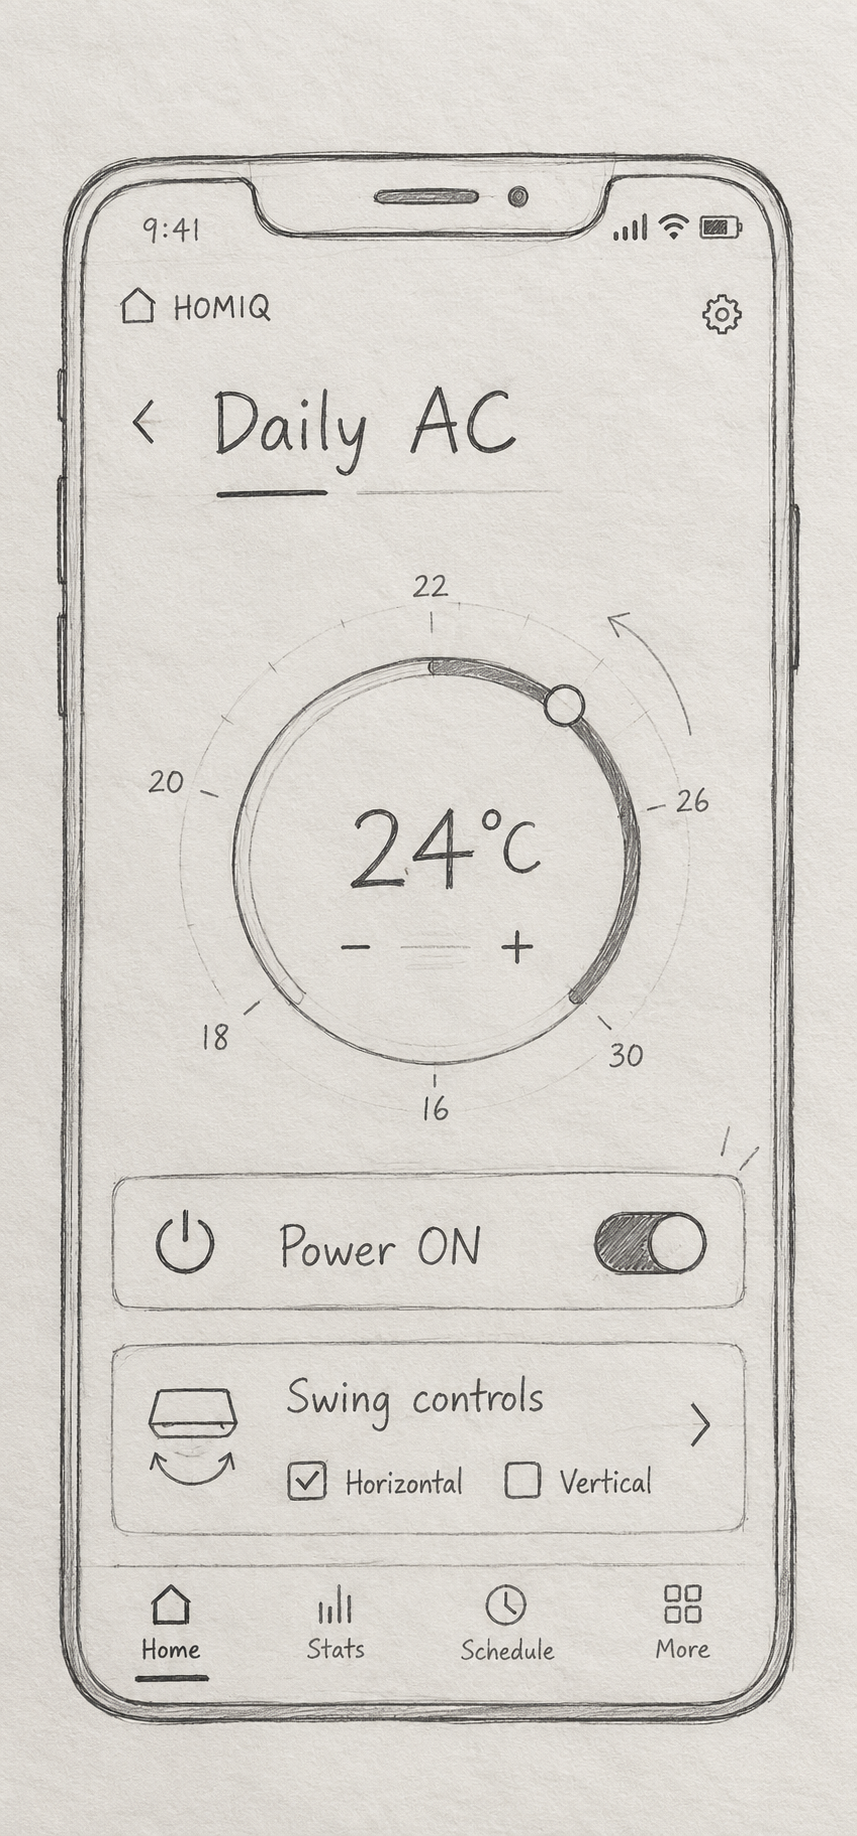 9:41
HOMIQ
Daily AC
22
20
26
24°C
− +
18
30
16
Power ON
Swing controls
Horizontal Vertical
Home Stats Schedule More